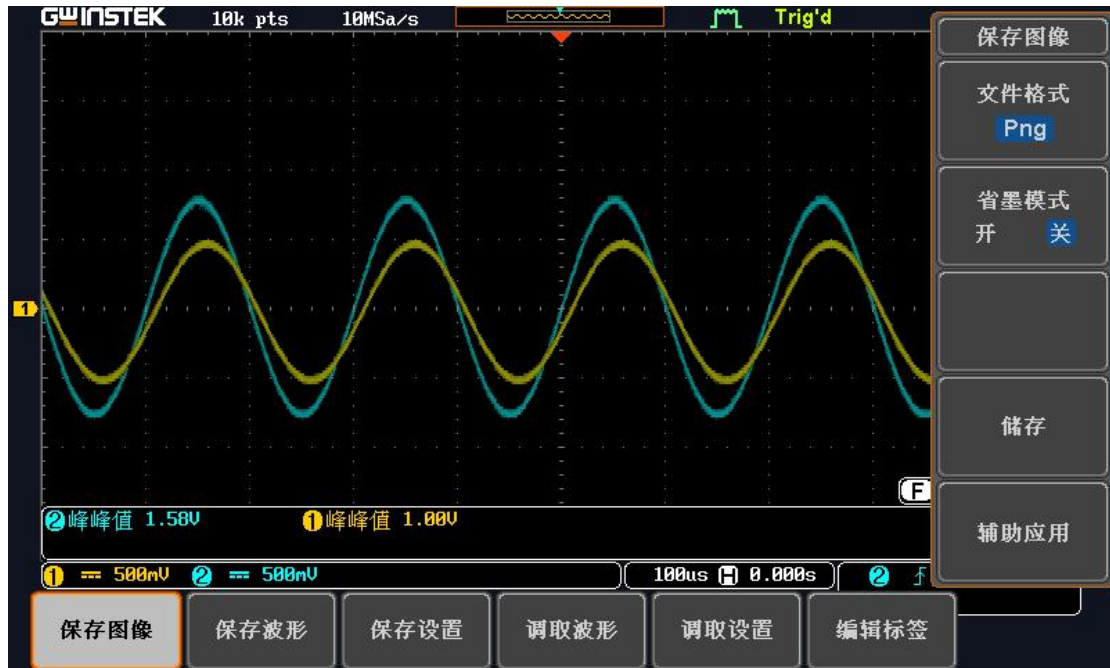 GWINSTEK 10k pts 10MSa/s Trig'd
保存图像
文件格式
Png
省墨模式
开 关
1
储存
F
辅助应用
2 峰峰值 1.58V 1 峰峰值 1.00V
1 500mV 2 500mV 100us H 0.000s 2
保存图像 保存波形 保存设置 调取波形 调取设置 编辑标签